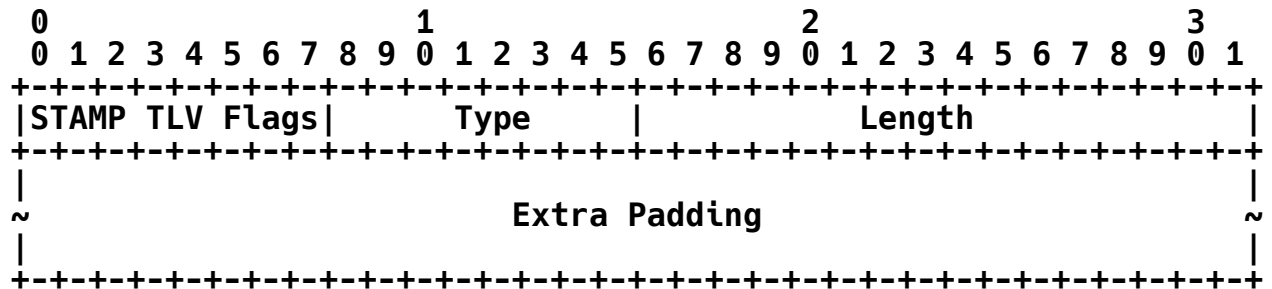 0                   1                   2                   3
 0 1 2 3 4 5 6 7 8 9 0 1 2 3 4 5 6 7 8 9 0 1 2 3 4 5 6 7 8 9 0 1
+-+-+-+-+-+-+-+-+-+-+-+-+-+-+-+-+-+-+-+-+-+-+-+-+-+-+-+-+-+-+-+-+
|STAMP TLV Flags|      Type     |           Length              |
+-+-+-+-+-+-+-+-+-+-+-+-+-+-+-+-+-+-+-+-+-+-+-+-+-+-+-+-+-+-+-+-+
|                                                               |
~                         Extra Padding                         ~
|                                                               |
+-+-+-+-+-+-+-+-+-+-+-+-+-+-+-+-+-+-+-+-+-+-+-+-+-+-+-+-+-+-+-+-+